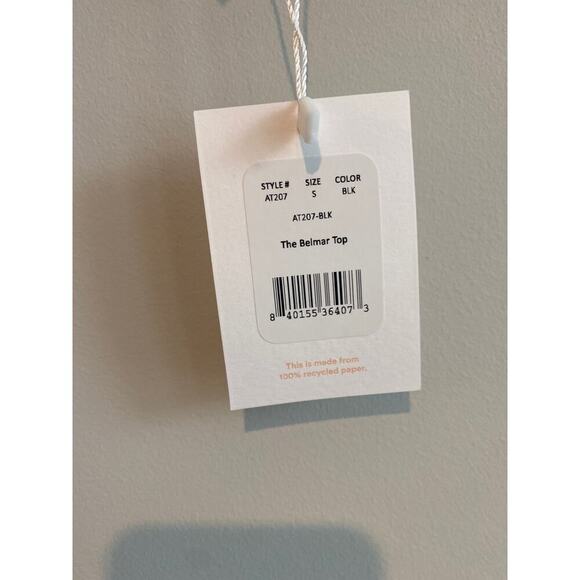 STYLE # SIZE COLOR
AT207 S BLK
AT207-BLK
The Belmar Top
8 40155 36407 3
This is made from
100% recycled paper.